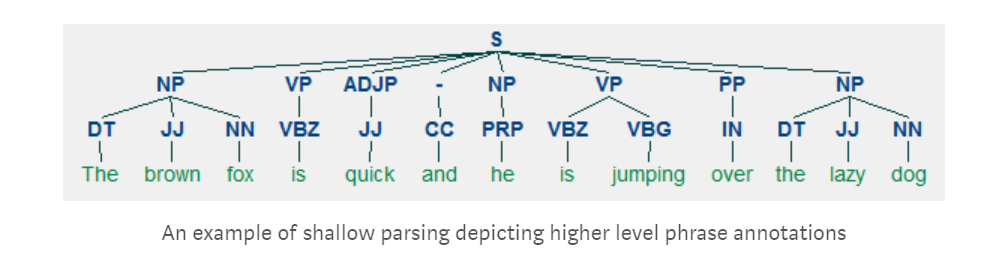 S
NP VP ADJP - NP VP PP NP
DT JJ NN VBZ JJ CC PRP VBZ VBG IN DT JJ NN
The brown fox is quick and he is jumping over the lazy dog
An example of shallow parsing depicting higher level phrase annotations